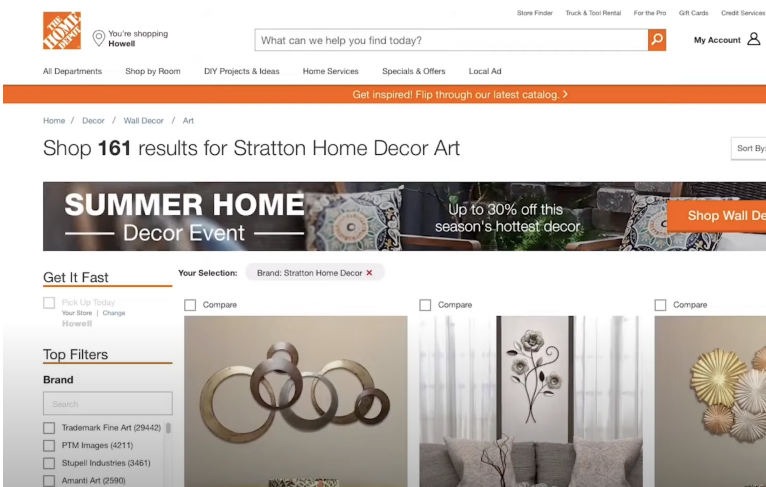 Store Finder Truck & Tool Rental For the Pro Gift Cards Credit Services
THE HOME DEPOT
You're shopping
Howell
What can we help you find today?
My Account
All Departments Shop by Room DIY Projects & Ideas Home Services Specials & Offers Local Ad
Get inspired! Flip through our latest catalog. >
Home / Decor / Wall Decor / Art
Shop 161 results for Stratton Home Decor Art
Sort By:
SUMMER HOME
Decor Event
Up to 30% off this
season's hottest decor
Shop Wall De
Get It Fast
Your Selection: Brand: Stratton Home Decor ×
Pick Up Today
Your Store | Change
Howell
Compare Compare Compare
Top Filters
Brand
Search
Trademark Fine Art (29442)
PTM Images (4211)
Stupell Industries (3461)
Amanti Art (2590)